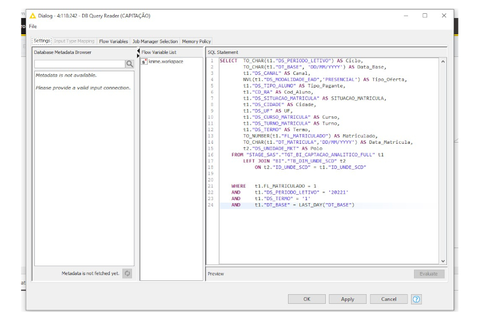 Dialog - 4:118:242 - DB Query Reader (CAPITAÇÃO)
File
Settings Input Type Mapping Flow Variables Job Manager Selection Memory Policy
Database Metadata Browser
Metadata is not available.
Please provide a valid input connection.
Metadata is not fetched yet.
Flow Variable List
knime.workspace
SQL Statement
1 SELECT TO_CHAR(t1."DS_PERIODO_LETIVO") AS Ciclo,
2 TO_CHAR(t1."DT_BASE", 'DD/MM/YYYY') AS Data_Base,
3 t1."DS_CANAL" AS Canal,
4 NVL(t1."DS_MODALIDADE_EAD",'PRESENCIAL') AS Tipo_Oferta,
5 t1."DS_TIPO_ALUNO" AS Tipo_Pagante,
6 t1."CD_RA" AS Cod_Aluno,
7 t1."DS_SITUACAO_MATRICULA" AS SITUACAO_MATRICULA,
8 t1."DS_CIDADE" AS Cidade,
9 t1."DS_UF" AS UF,
10 t1."DS_CURSO_MATRICULA" AS Curso,
11 t1."DS_TURNO_MATRICULA" AS Turno,
12 t1."DS_TERMO" AS Termo,
13 TO_NUMBER(t1."FL_MATRICULADO") AS Matriculado,
14 TO_CHAR(t1."DT_MATRICULA",'DD/MM/YYYY') AS Data_Matricula,
15 t2."DS_UNIDADE_MKT" AS Polo
16 FROM "STAGE_SAS"."TGT_BI_CAPTACAO_ANALITICO_FULL" t1
17 LEFT JOIN "BI"."TB_DIM_UNDE_SCD" t2
18 ON t2."ID_UNDE_SCD" = t1."ID_UNDE_SCD"
19
20
21 WHERE t1.FL_MATRICULADO = 1
22 AND t1."DS_PERIODO_LETIVO" = '20221'
23 AND t1."DS_TERMO" = '1'
24 AND t1."DT_BASE" = LAST_DAY("DT_BASE")
Preview
Evaluate
OK Apply Cancel